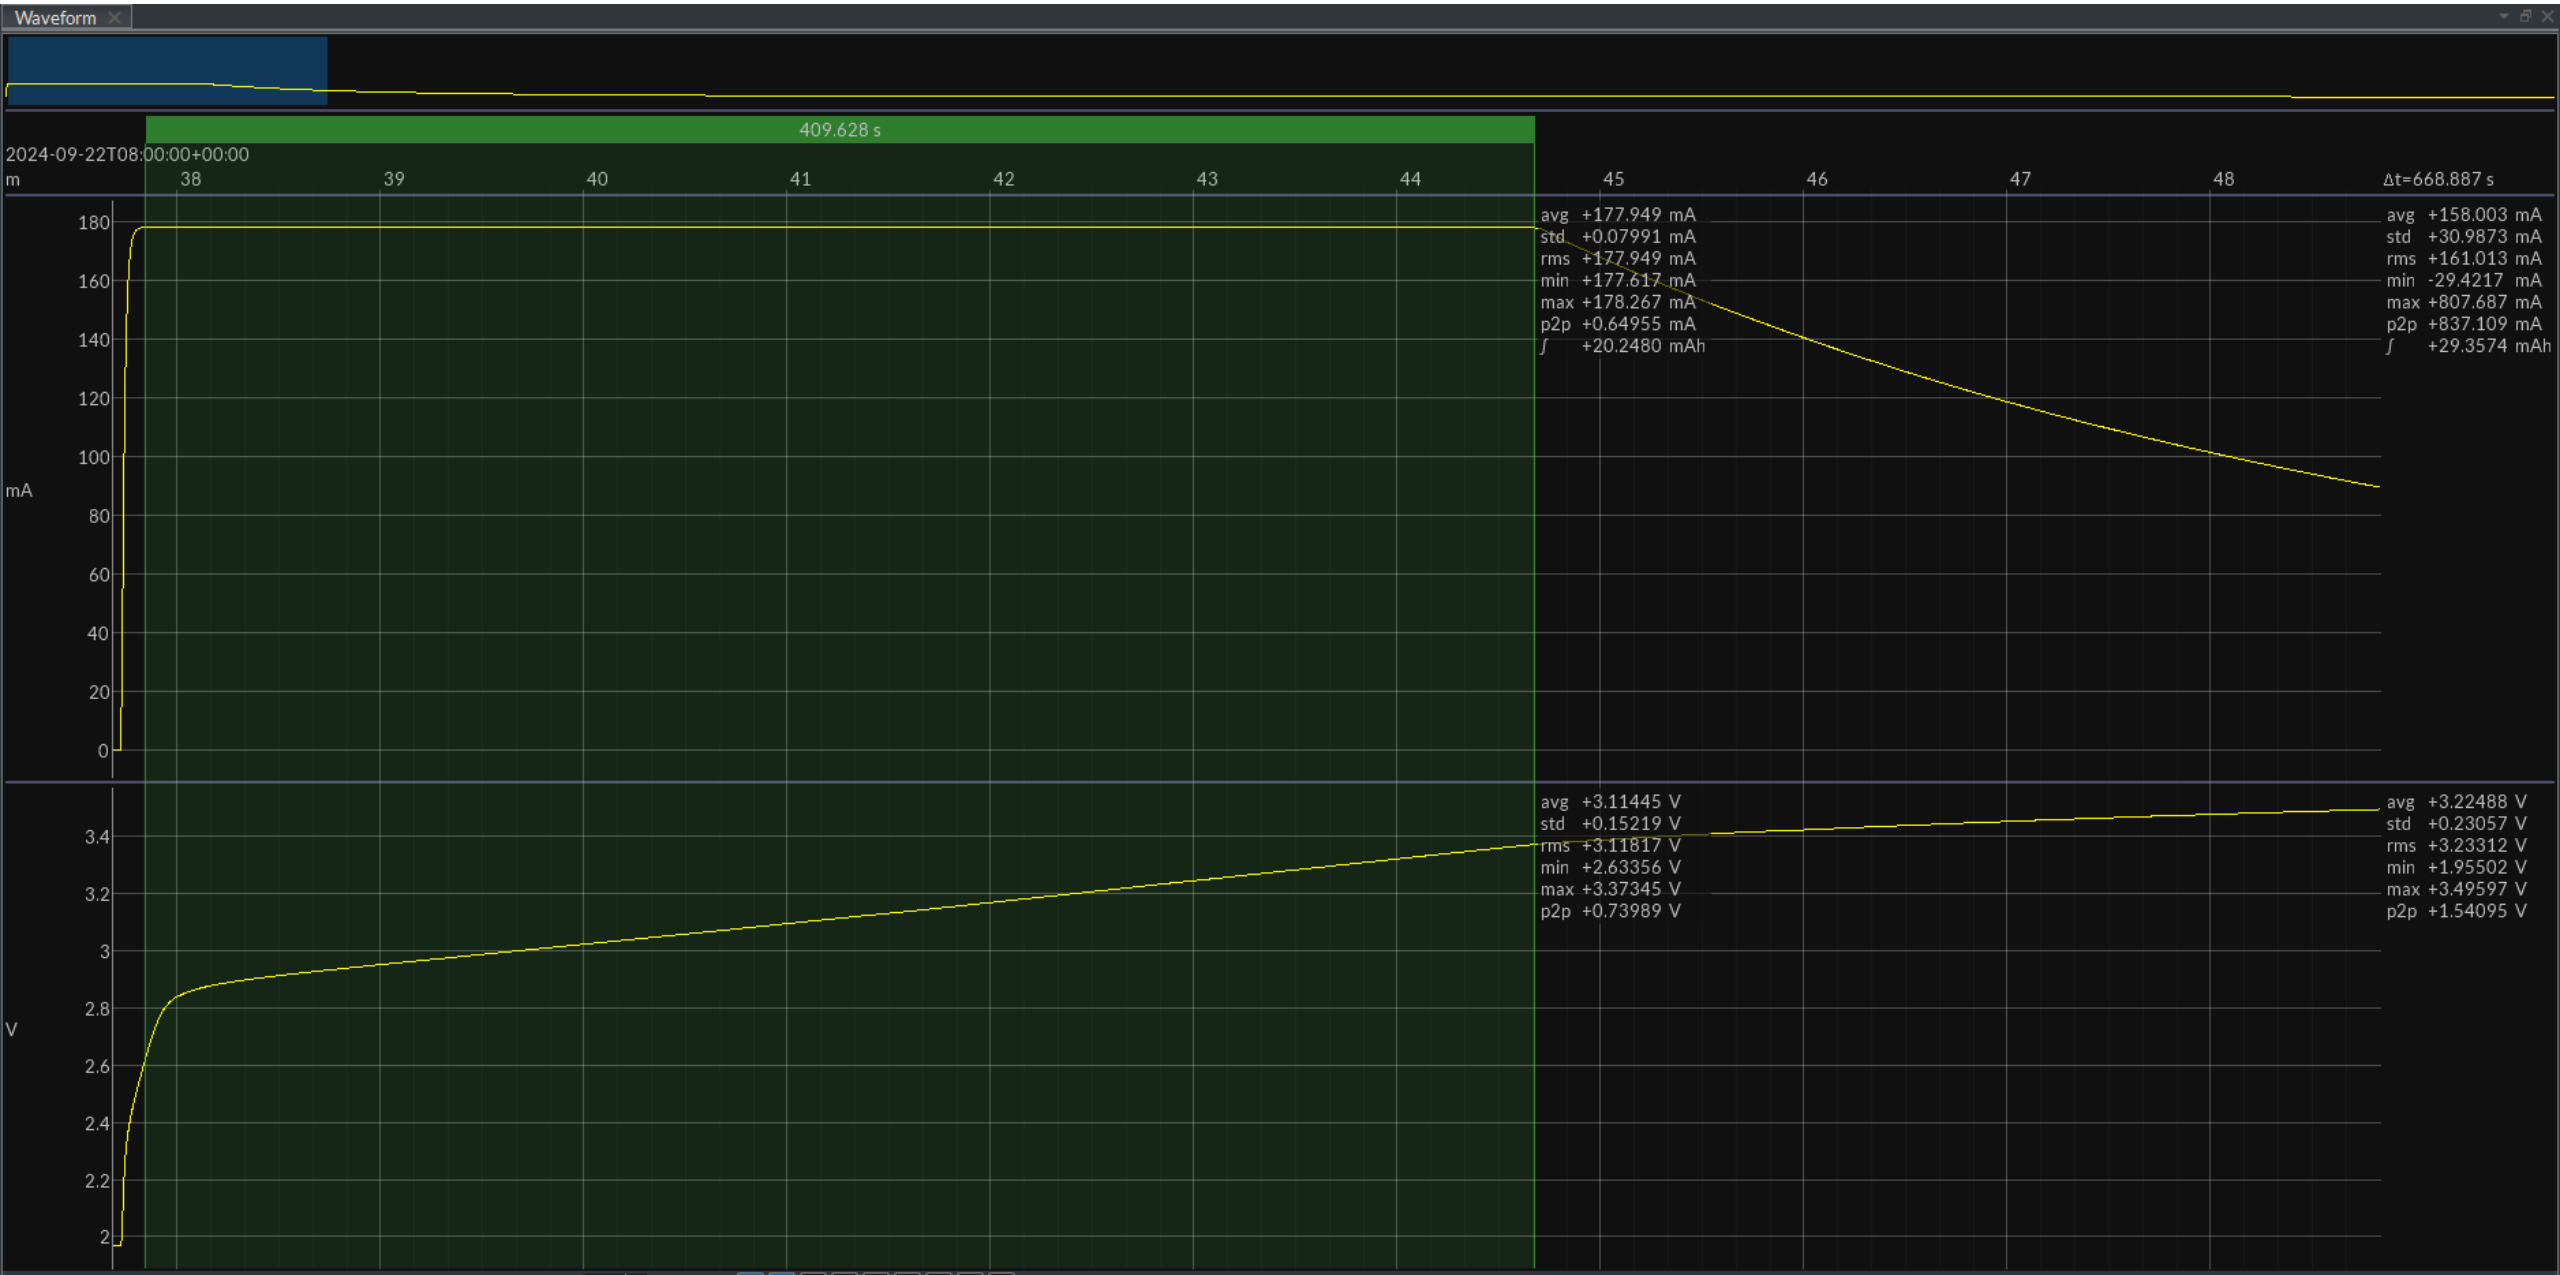 Waveform
409.628 s
2024-09-22T08:00:00+00:00
m 38 39 40 41 42 43 44 45 46 47 48 Δt=668.887 s
180
160
140
120
100
mA
80
60
40
20
0
avg +177.949 mA
std +0.07991 mA
rms +177.949 mA
min +177.617 mA
max +178.267 mA
p2p +0.64955 mA
∫ +20.2480 mAh
avg +158.003 mA
std +30.9873 mA
rms +161.013 mA
min -29.4217 mA
max +807.687 mA
p2p +837.109 mA
∫ +29.3574 mAh
3.4
3.2
3
2.8
V
2.6
2.4
2.2
2
avg +3.11445 V
std +0.15219 V
rms +3.11817 V
min +2.63356 V
max +3.37345 V
p2p +0.73989 V
avg +3.22488 V
std +0.23057 V
rms +3.23312 V
min +1.95502 V
max +3.49597 V
p2p +1.54095 V